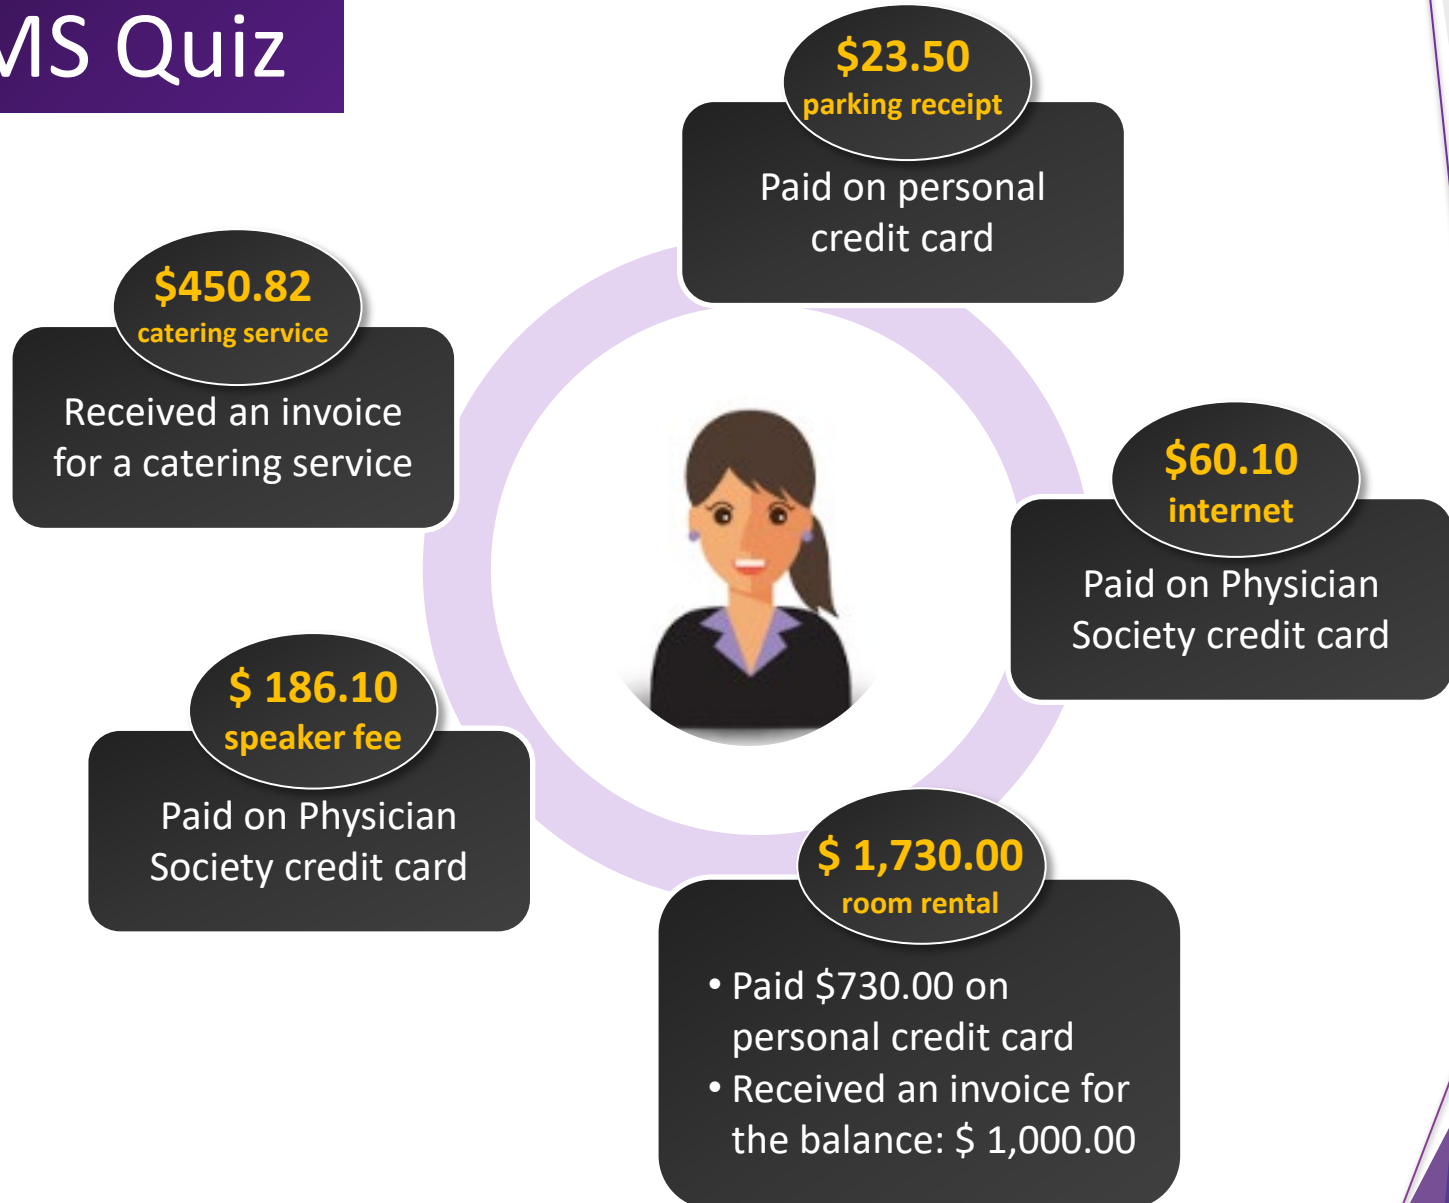 MS Quiz
$23.50
parking receipt
Paid on personal
credit card
$450.82
catering service
Received an invoice
for a catering service
$60.10
internet
Paid on Physician
Society credit card
$ 186.10
speaker fee
Paid on Physician
Society credit card
$ 1,730.00
room rental
• Paid $730.00 on
personal credit card
• Received an invoice for
the balance: $ 1,000.00